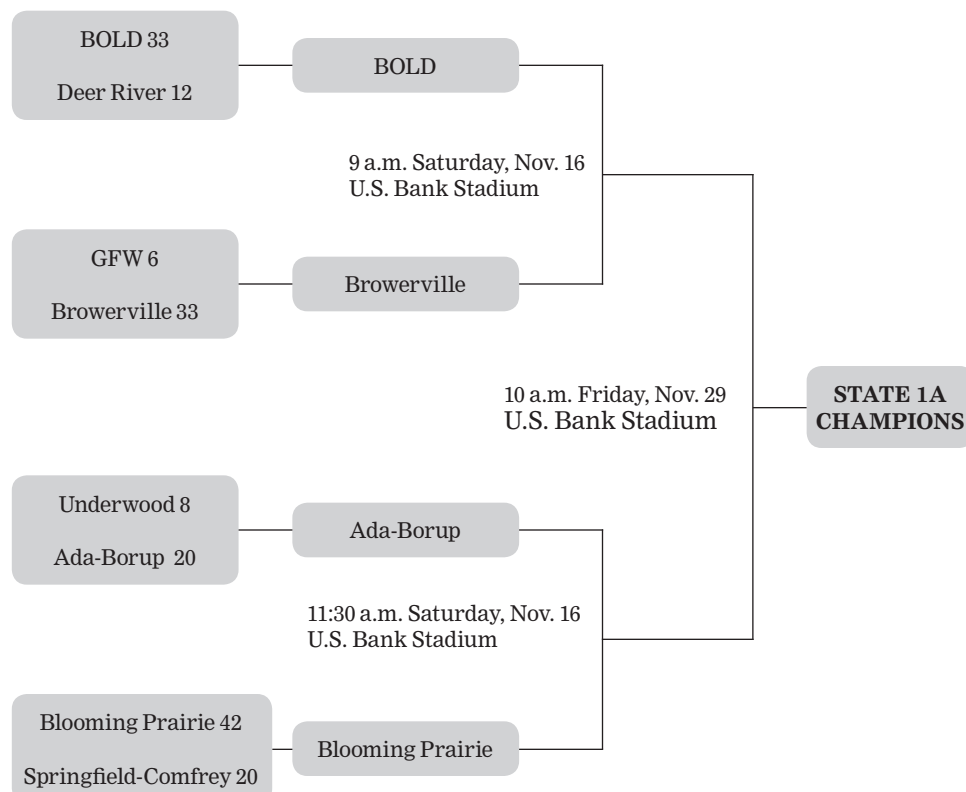 BOLD 33
Deer River 12
BOLD
9 a.m. Saturday, Nov. 16
U.S. Bank Stadium
GFW 6
Browerville 33
Browerville
10 a.m. Friday, Nov. 29
U.S. Bank Stadium
STATE 1A
CHAMPIONS
Underwood 8
Ada-Borup 20
Ada-Borup
11:30 a.m. Saturday, Nov. 16
U.S. Bank Stadium
Blooming Prairie 42
Springfield-Comfrey 20
Blooming Prairie